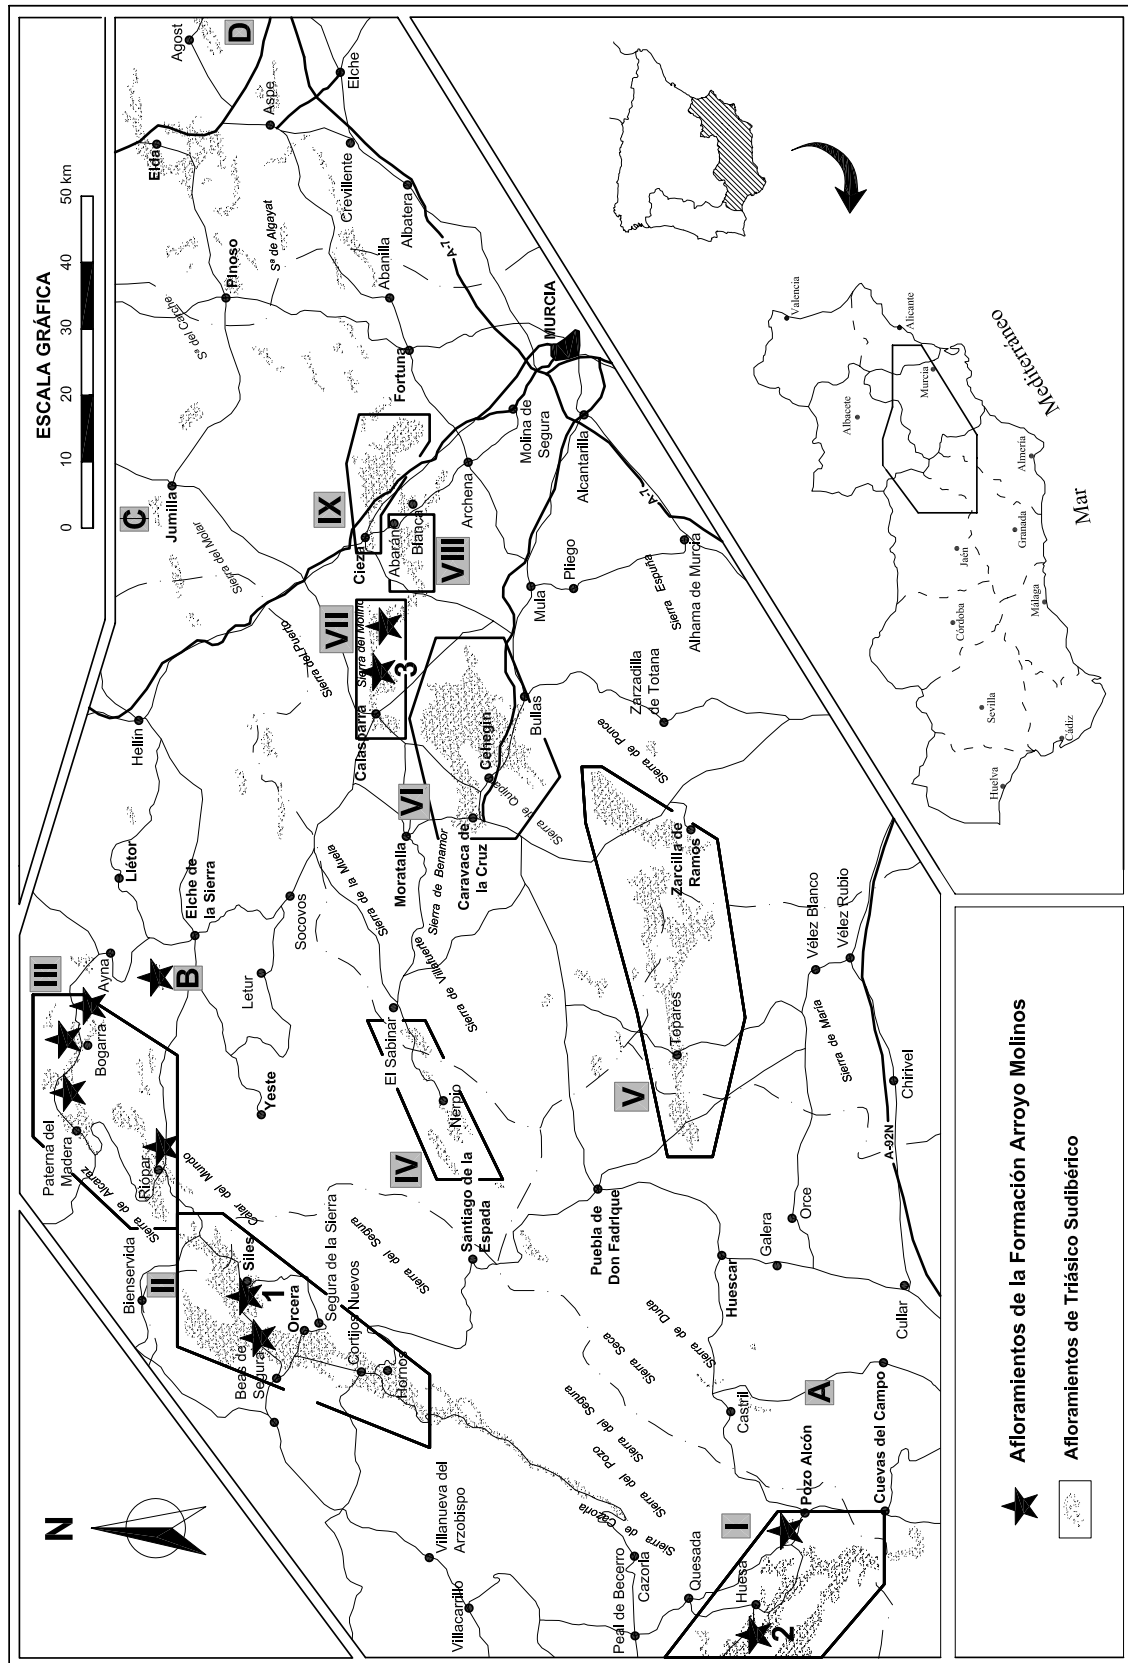 N
ESCALA GRÁFICA
0
10
20
30
40
50 km
Villacarrillo
Villanueva del
Arzobispo
Peal de Becerro
Cazorla
Quesada
Huesa
I
2
Pozo Alcón
Cuevas del Campo
A
Castril
Huescar
Galera
Orce
Cullar
Sierra de Cazorla
Sierra del Pozo
Sierra del Segura
Sierra Seca
Sierra de Duda
Bienservida
II
Siles
1
Orcera
Segura de la Sierra
Beas de
Segura
Cortijos Nuevos
Hornos
Calar del Mundo
Sierra de Alcaraz
Sierra del Segura
Santiago de la
Espada
Puebla de
Don Fadrique
Paterna del
Madera
Riópar
III
Bogarra
Ayna
B
Yeste
Letur
Elche de
la Sierra
Lietor
Socovos
Hellín
IV
Nerpio
El Sabinar
Sierra de la Muela
Sierra de Benamor
Sierra de Villafuerte
Moratalla
Caravaca de
la Cruz
VI
Cehegín
Sierra de Quipar
Bullas
V
Topares
Zarcilla de
Ramos
Sierra de Ponce
Zarzadilla
de Totana
Sierra de María
Vélez Blanco
Vélez Rubio
Chirivel
A-92N
Calasparra
Sierra del Molino
VII
3
Sierra del Puerto
Sierra del Molar
C
Jumilla
Cieza
IX
Abarán
Blanca
VIII
Archena
Mula
Pliego
Sierra Espuña
Alhama de Murcia
A-7
Alcantarilla
Molina de
Segura
MURCIA
Fortuna
Abanilla
Sª del Carche
Pinoso
Sª de Algayat
Elda
Aspe
Agost
D
Elche
Crevillente
Albatera
A-7
Huelva
Sevilla
Cádiz
Córdoba
Málaga
Jaén
Granada
Almería
Albacete
Murcia
Valencia
Alicante
Mar
Mediterráneo
Afloramientos de la Formación Arroyo Molinos
Afloramientos de Triásico Sudibérico